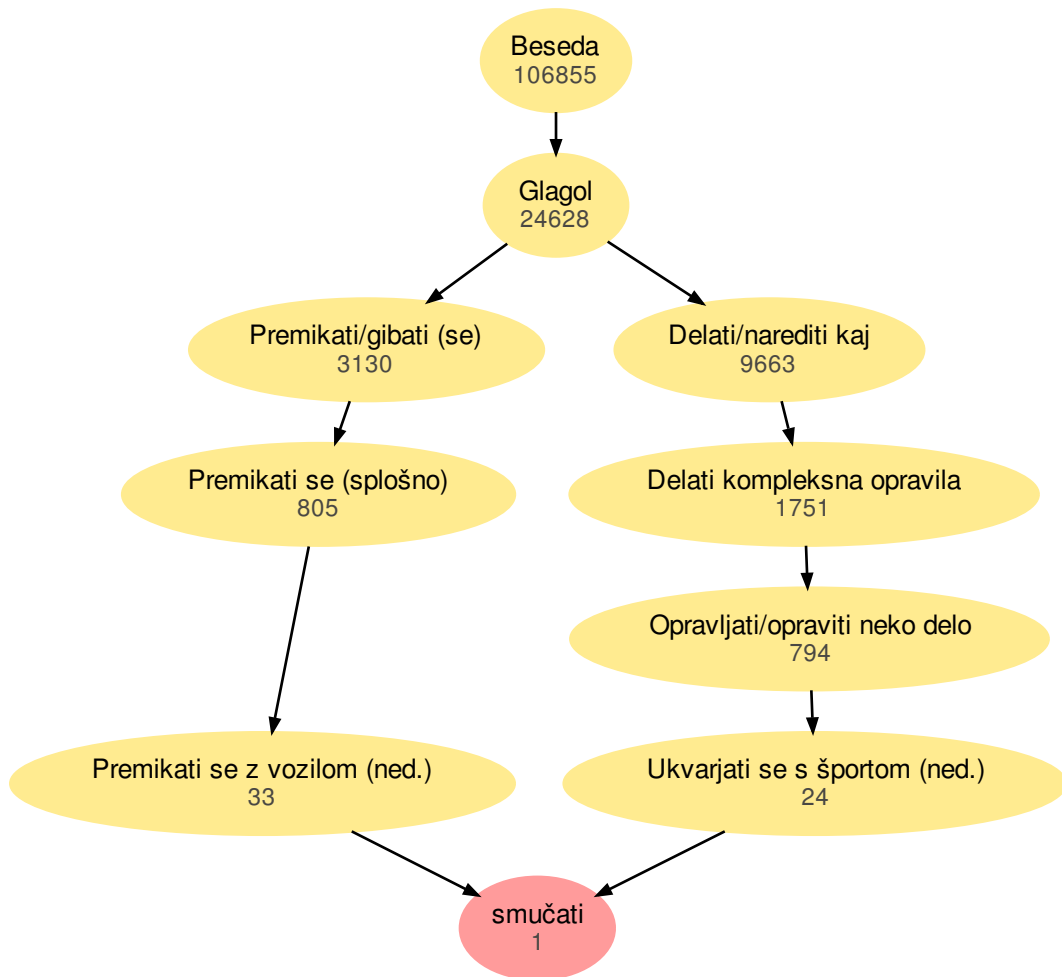 Beseda
106855
Glagol
24628
Premikati/gibati (se)
3130
Delati/narediti kaj
9663
Premikati se (splošno)
805
Delati kompleksna opravila
1751
Opravljati/opraviti neko delo
794
Premikati se z vozilom (ned.)
33
Ukvarjati se s športom (ned.)
24
smučati
1